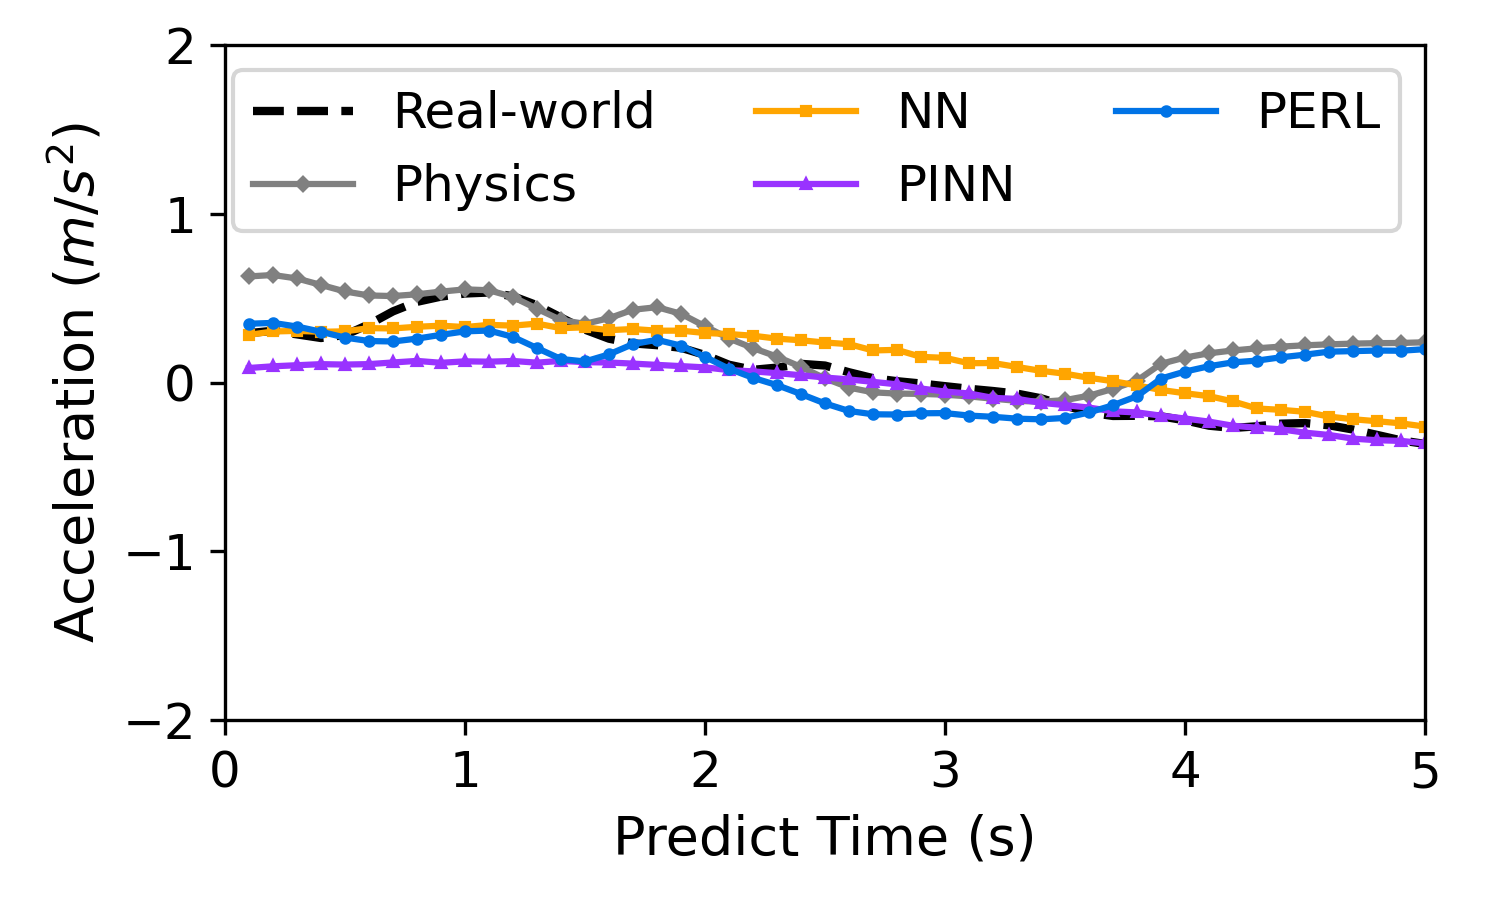 2
1
0
−1
−2
Acceleration (m/s²)
Real-world
Physics
NN
PINN
PERL
0 1 2 3 4 5
Predict Time (s)